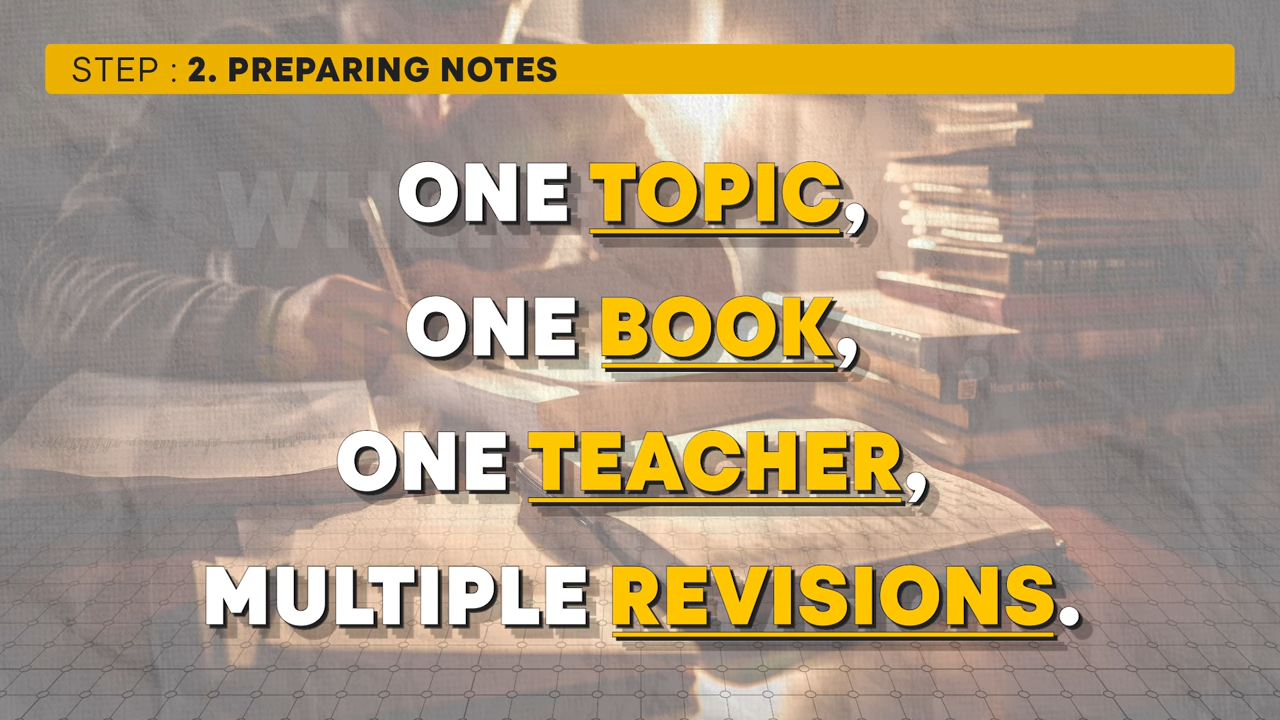 STEP : 2. PREPARING NOTES
ONE TOPIC,
ONE BOOK,
ONE TEACHER,
MULTIPLE REVISIONS.